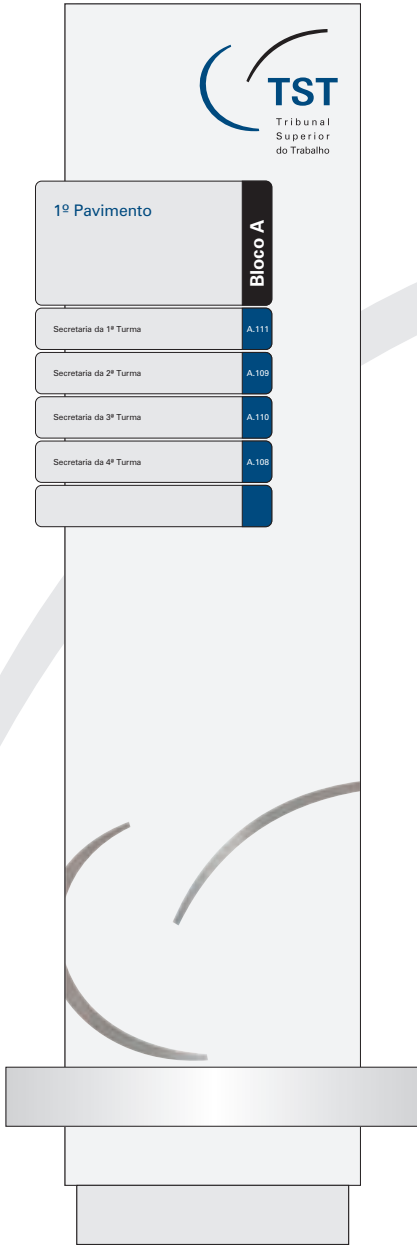 TST
Tribunal
Superior
do Trabalho
1º Pavimento
Bloco A
Secretaria da 1ª Turma
A.111
Secretaria da 2ª Turma
A.109
Secretaria da 3ª Turma
A.110
Secretaria da 4ª Turma
A.108